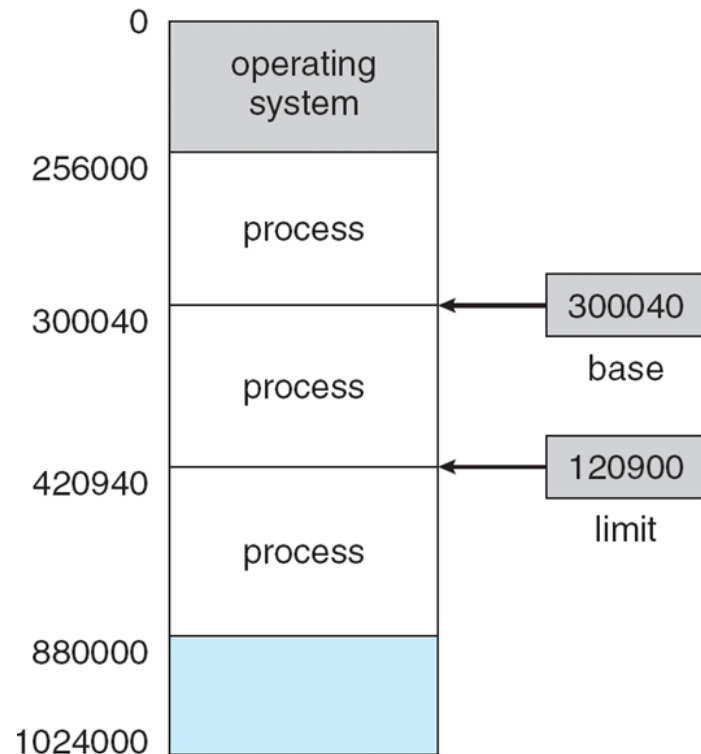 0
operating
system
256000
process
300040
300040
base
process
420940
120900
limit
process
880000
1024000